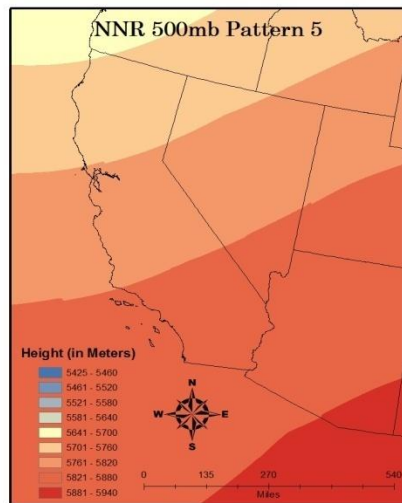 NNR 500mb Pattern 5
Height (in Meters)
5425 - 5460
5461 - 5520
5521 - 5580
5581 - 5640
5641 - 5700
5701 - 5760
5761 - 5820
5821 - 5880
5881 - 5940
N
W E
S
0 135 270 540
Miles